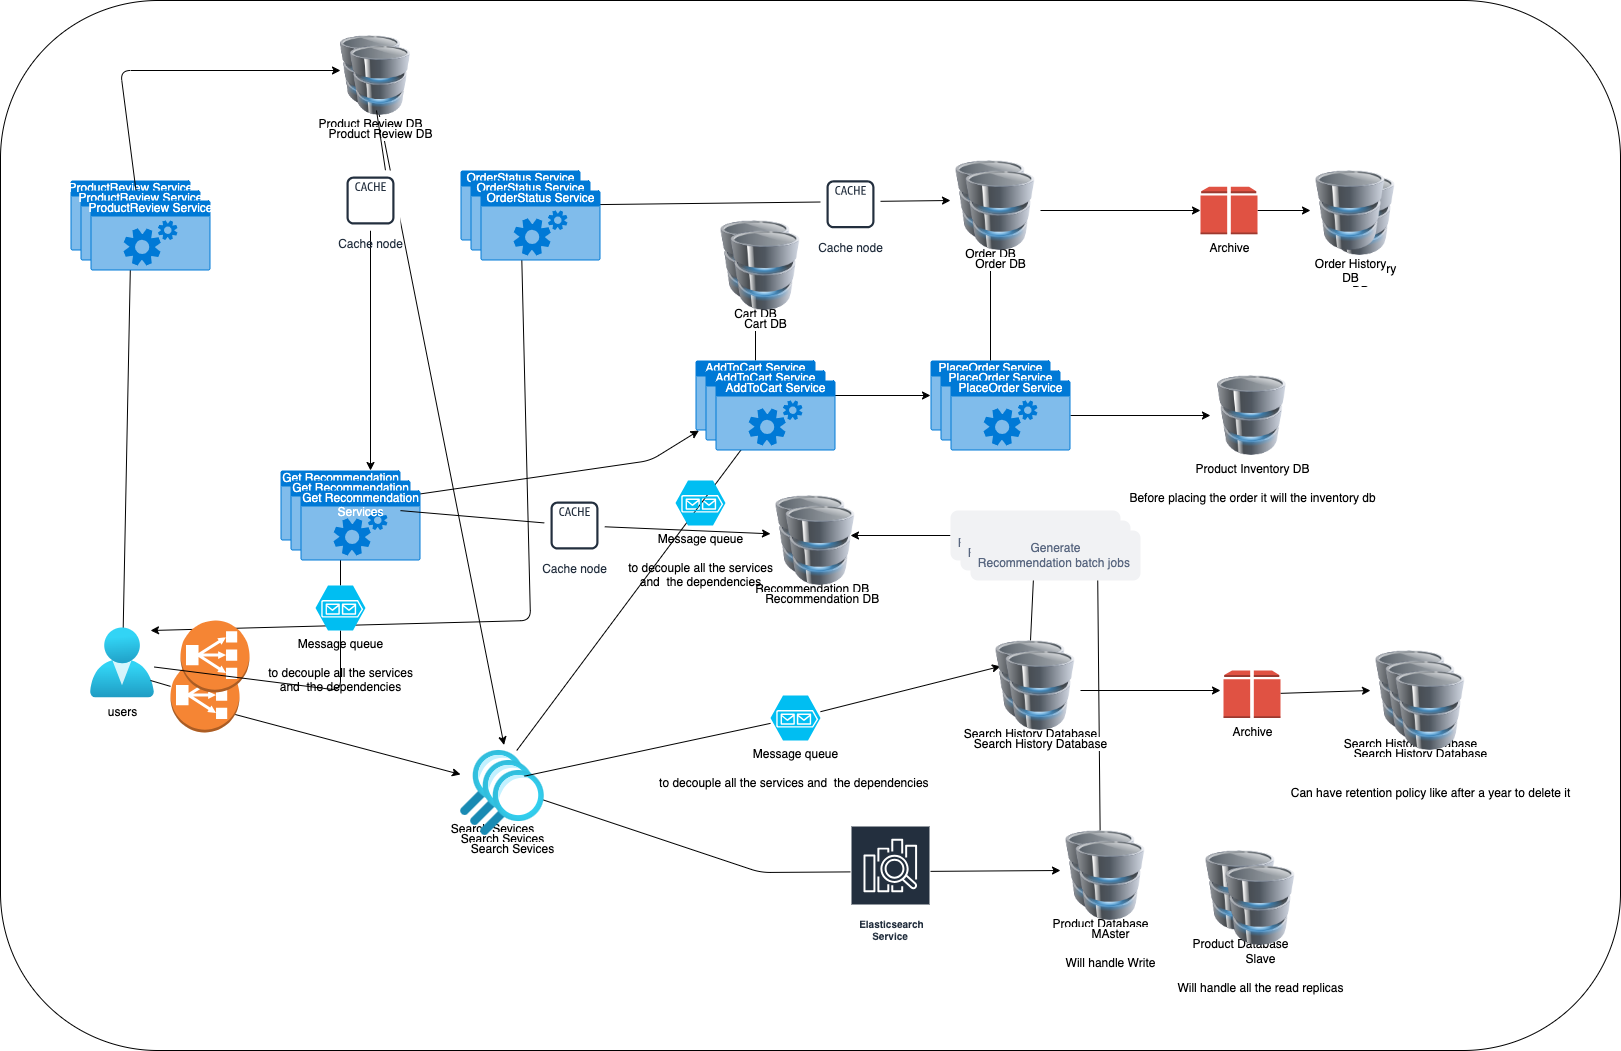 Product Review DB
Product Review DB
ProductReview Service
ProductReview Service
ProductReview Service
CACHE
Cache node
OrderStatus Service
OrderStatus Service
OrderStatus Service
CACHE
Cache node
Order DB
Order DB
Archive
Order History
DB
Cart DB
Cart DB
AddToCart Service
AddToCart Service
AddToCart Service
PlaceOrder Service
PlaceOrder Service
PlaceOrder Service
Product Inventory DB
Before placing the order it will the inventory db
Get Recommendation
Get Recommendation
Get Recommendation
Services
CACHE
Cache node
Message queue
to decouple all the services
and the dependencies
Recommendation DB
Recommendation DB
Generate
Recommendation batch jobs
Message queue
to decouple all the services
and the dependencies
users
Search Sevices
Search Sevices
Search Sevices
Message queue
to decouple all the services and the dependencies
Search History Database
Search History Database
Archive
Search History Database
Search History Database
Can have retention policy like after a year to delete it
Elasticsearch
Service
Product Database
MAster
Will handle Write
Product Database
Slave
Will handle all the read replicas